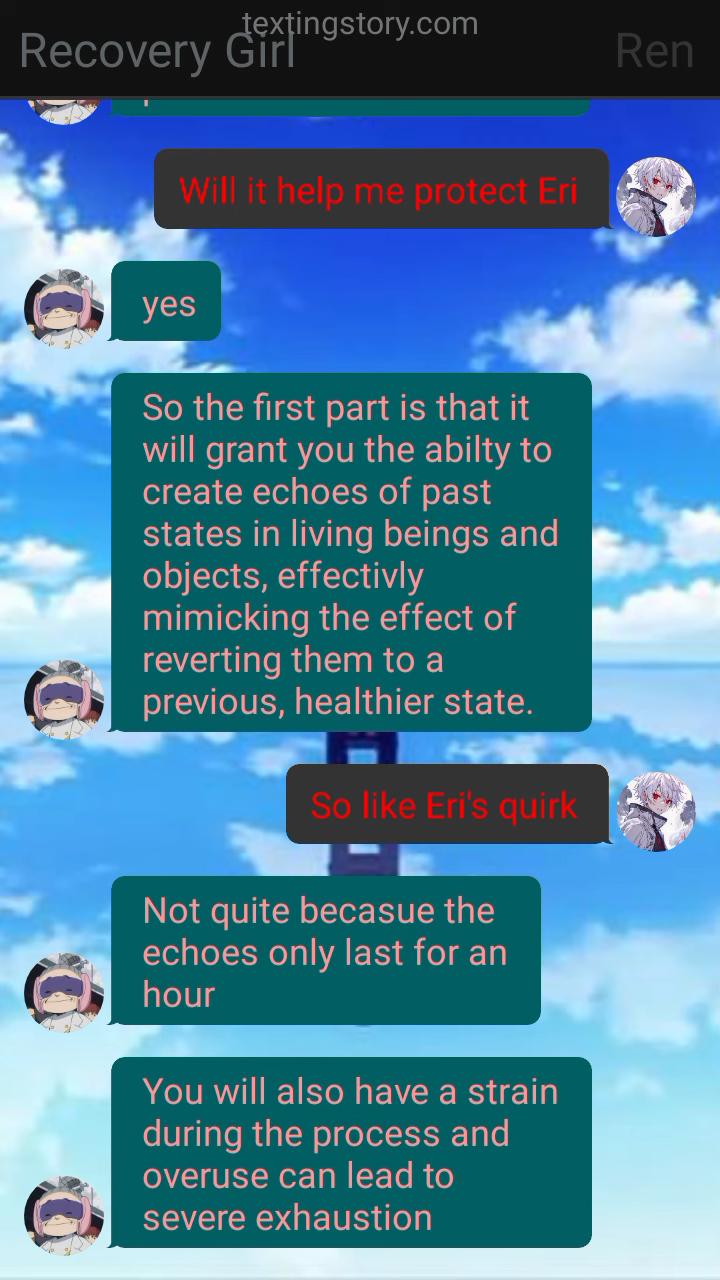 textingstory.com
Recovery Girl
Ren
Will it help me protect Eri
yes
So the first part is that it
will grant you the abilty to
create echoes of past
states in living beings and
objects, effectivly
mimicking the effect of
reverting them to a
previous, healthier state.
So like Eri's quirk
Not quite becasue the
echoes only last for an
hour
You will also have a strain
during the process and
overuse can lead to
severe exhaustion